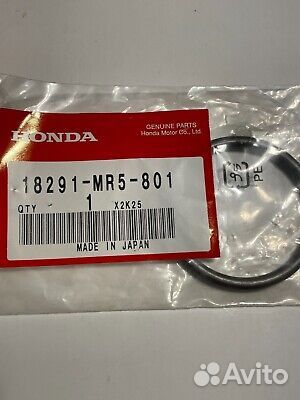 HONDA
GENUINE PARTS
Honda Motor Co., Ltd
18291-MR5-801
QTY 1 X2K25
MADE IN JAPAN
PE
Avito